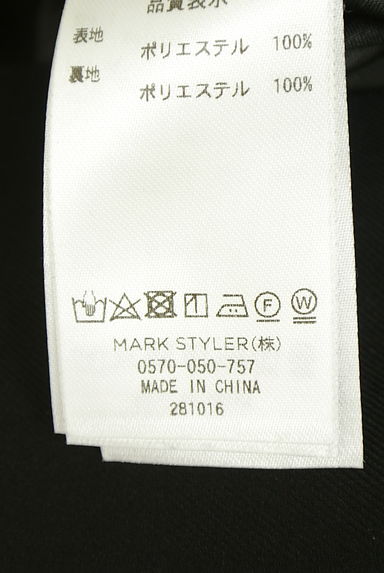 品質表示
表地 ポリエステル 100%
裏地 ポリエステル 100%
F W
MARK STYLER(株)
0570-050-757
MADE IN CHINA
281016